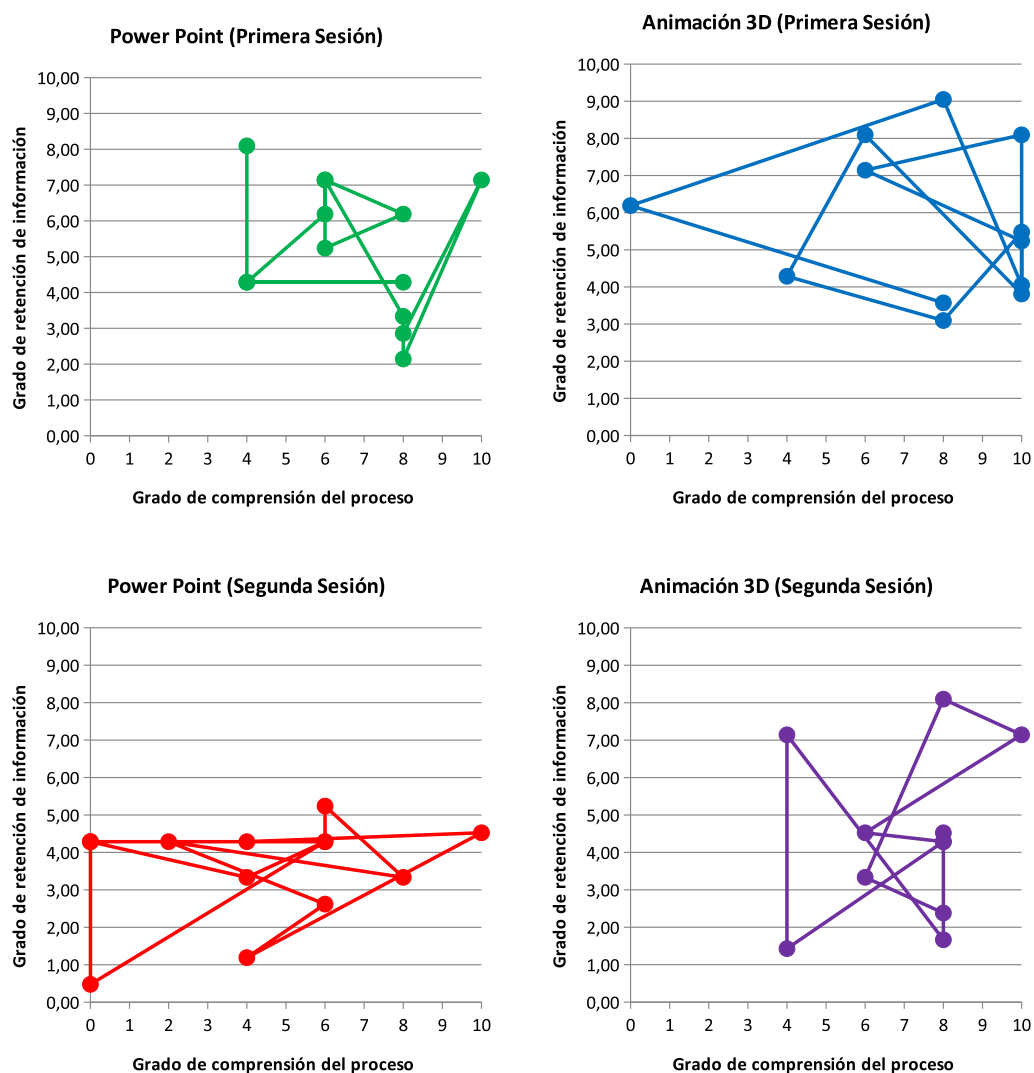 Power Point (Primera Sesión)
10,00
9,00
8,00
7,00
6,00
5,00
4,00
3,00
2,00
1,00
0,00
0 1 2 3 4 5 6 7 8 9 10
Grado de retención de información
Grado de comprensión del proceso
Animación 3D (Primera Sesión)
10,00
9,00
8,00
7,00
6,00
5,00
4,00
3,00
2,00
1,00
0,00
0 1 2 3 4 5 6 7 8 9 10
Grado de retención de información
Grado de comprensión del proceso
Power Point (Segunda Sesión)
10,00
9,00
8,00
7,00
6,00
5,00
4,00
3,00
2,00
1,00
0,00
0 1 2 3 4 5 6 7 8 9 10
Grado de retención de información
Grado de comprensión del proceso
Animación 3D (Segunda Sesión)
10,00
9,00
8,00
7,00
6,00
5,00
4,00
3,00
2,00
1,00
0,00
0 1 2 3 4 5 6 7 8 9 10
Grado de retención de información
Grado de comprensión del proceso